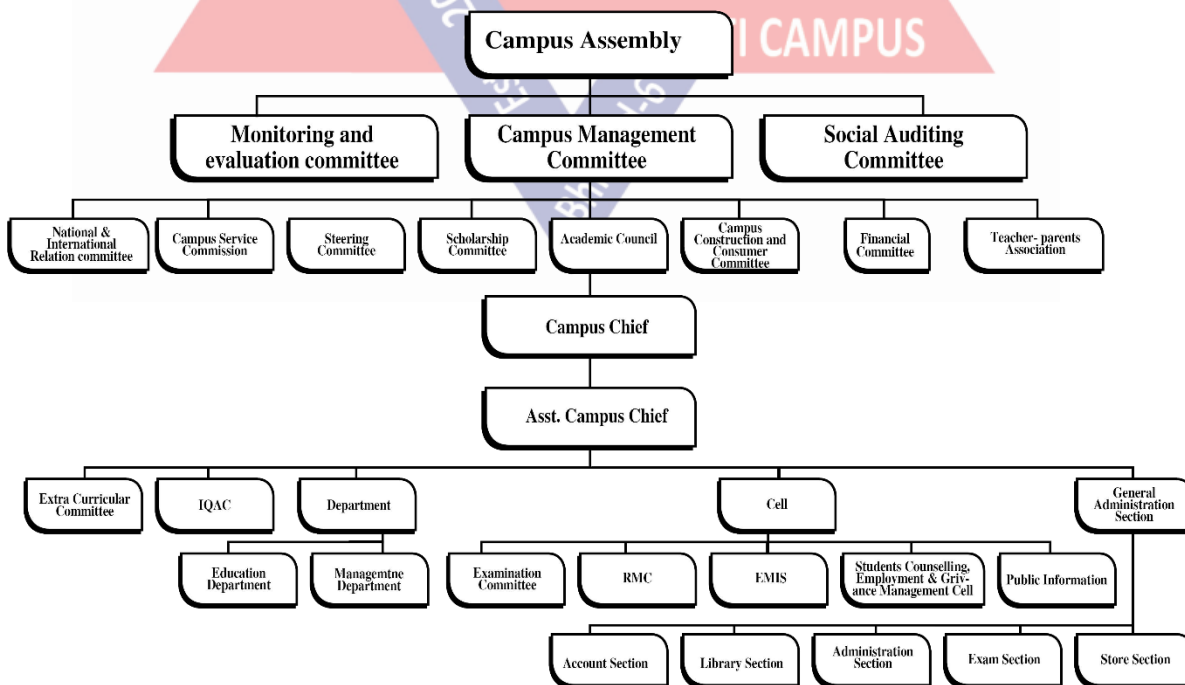 TI CAMPUS
Campus Assembly
Monitoring and
evaluation committee
Campus Management
Committee
Social Auditing
Committee
National &
International
Relation committee
Campus Service
Commission
Steering
Committee
Scholarship
Committee
Academic Council
Campus
Construction and
Consumer
Committee
Financial
Committee
Teacher- parents
Association
Campus Chief
Asst. Campus Chief
Extra Curricular
Committee
IQAC
Department
Cell
General
Administration
Section
Education
Department
Managemtne
Department
Examination
Committee
RMC
EMIS
Students Counselling,
Employment & Griv-
ance Management Cell
Public Information
Account Section
Library Section
Administration
Section
Exam Section
Store Section